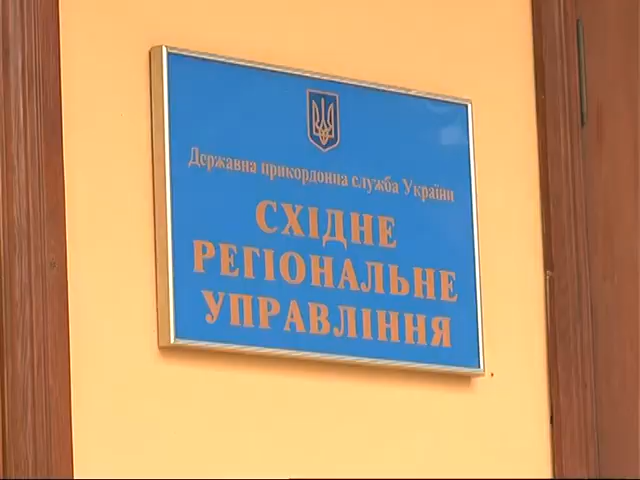 Державна прикордонна служба України
СХІДНЕ
РЕГІОНАЛЬНЕ
УПРАВЛІННЯ